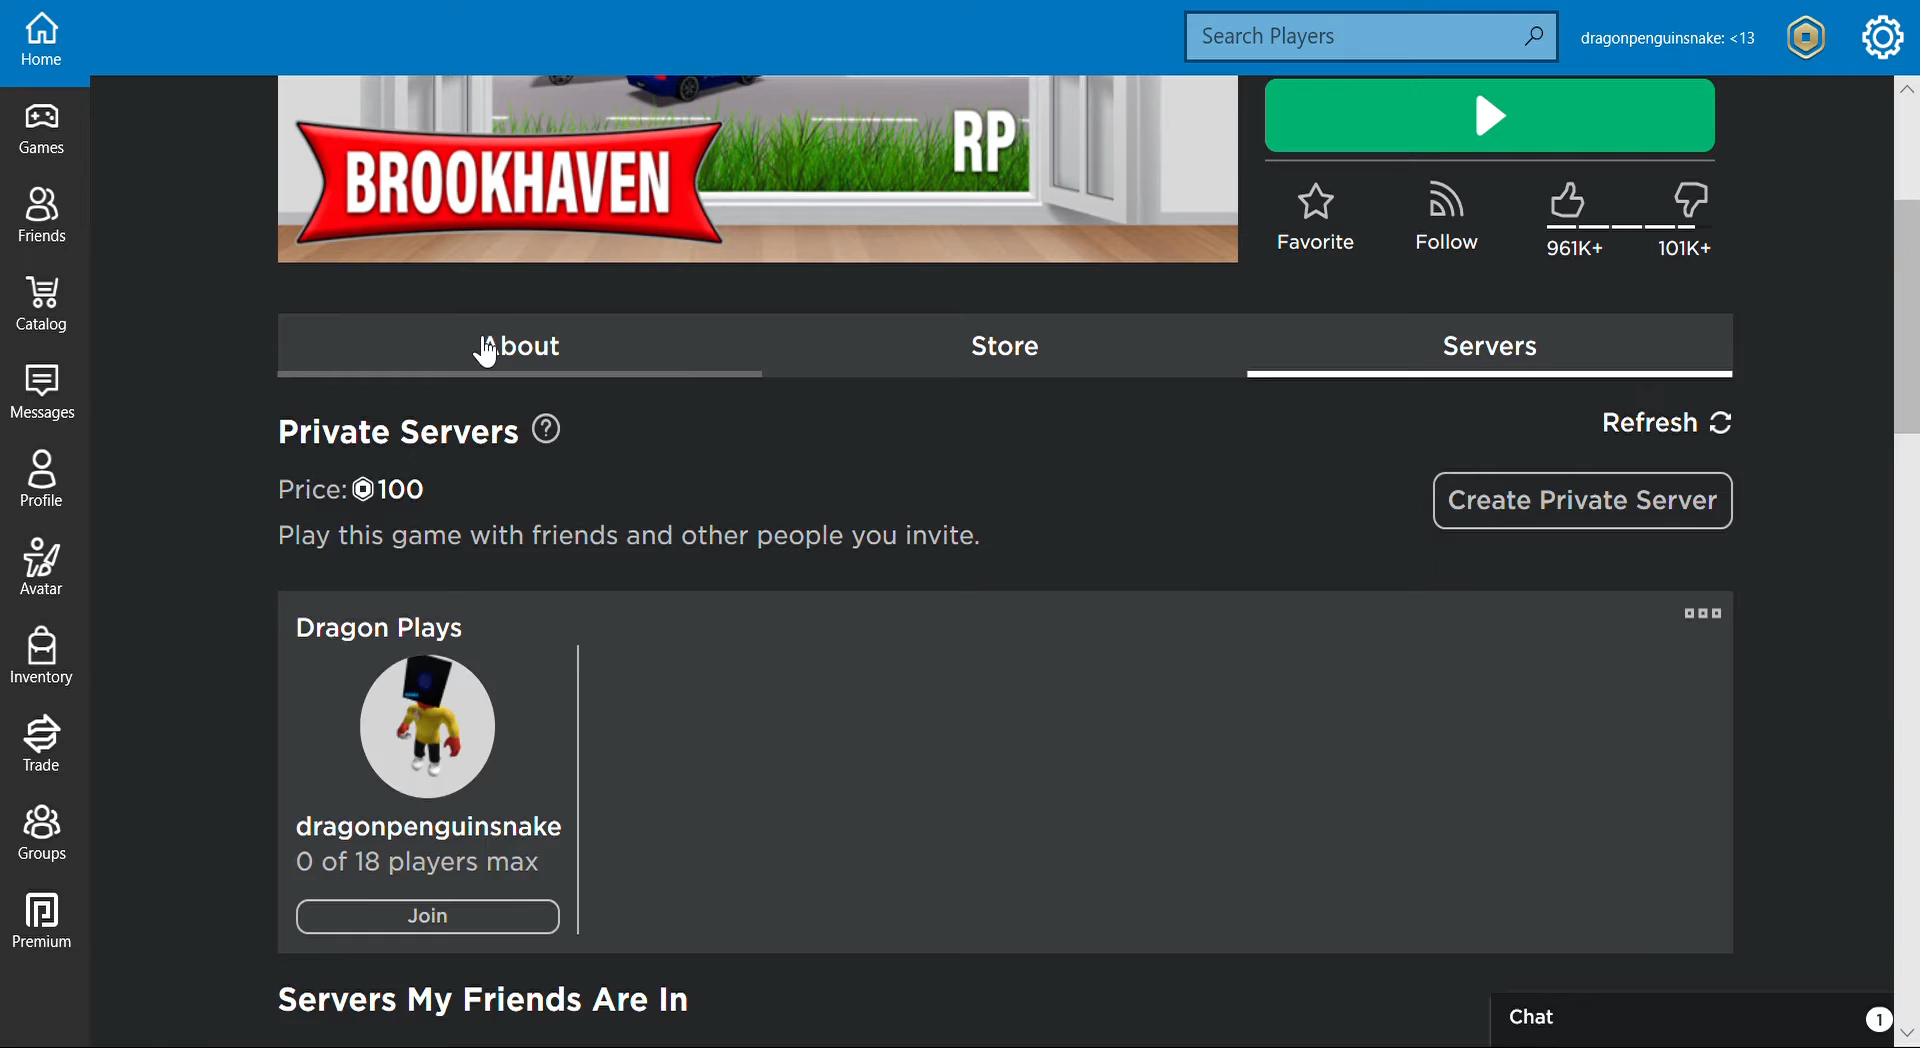 Home
Search Players
dragonpenguinsnake: <13
Games
Friends
Catalog
Messages
Profile
Avatar
Inventory
Trade
Groups
Premium
BROOKHAVEN
RP
Favorite
Follow
961K+
101K+
About
Store
Servers
Private Servers
Refresh
Price: 100
Create Private Server
Play this game with friends and other people you invite.
Dragon Plays
dragonpenguinsnake
0 of 18 players max
Join
Servers My Friends Are In
Chat
1